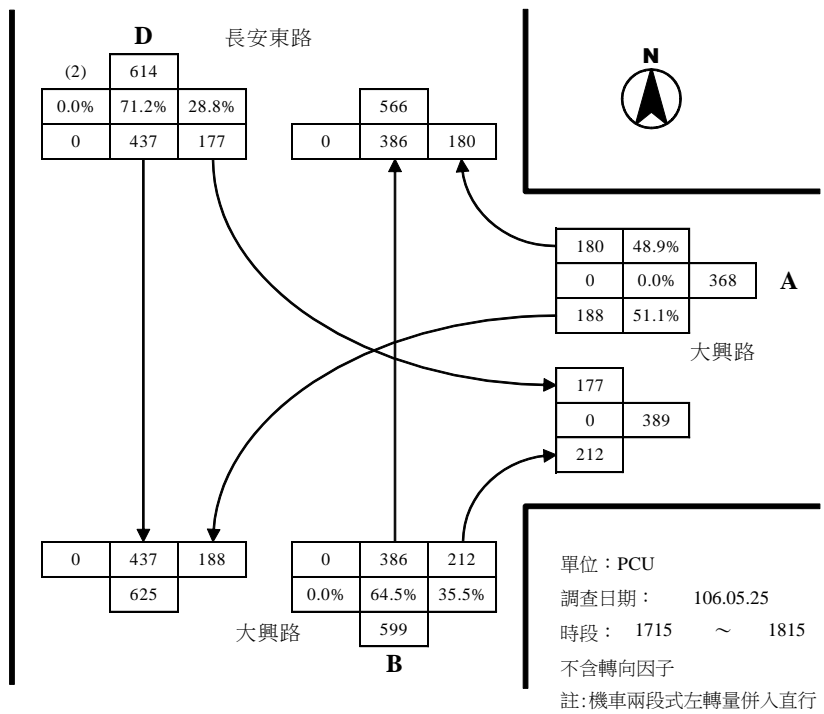 D
長安東路
N
(2) 614
0.0% 71.2% 28.8%
0 437 177
566
0 386 180
180 48.9%
0 0.0% 368
188 51.1%
A
大興路
177
0 389
212
0 437 188
625
0 386 212
0.0% 64.5% 35.5%
599
大興路
B
單位：PCU
調查日期： 106.05.25
時段： 1715 ～ 1815
不含轉向因子
註:機車兩段式左轉量併入直行